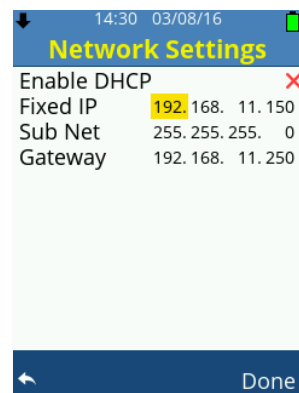 14:30 03/08/16
Network Settings
Enable DHCP
Fixed IP 192. 168. 11. 150
Sub Net 255. 255. 255. 0
Gateway 192. 168. 11. 250
Done